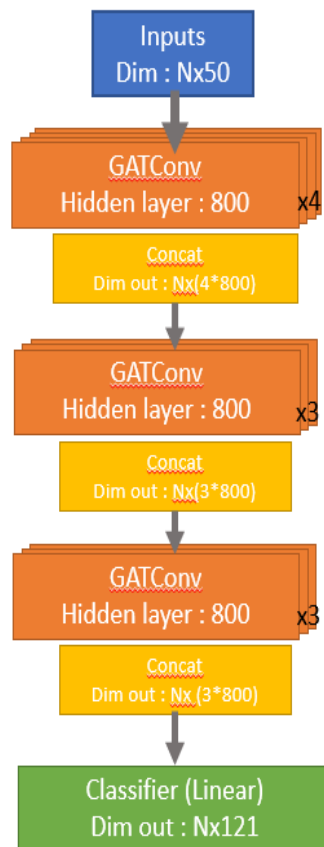 Inputs
Dim : Nx50
GATConv
Hidden layer : 800
x4
Concat
Dim out : Nx(4*800)
GATConv
Hidden layer : 800
x3
Concat
Dim out : Nx(3*800)
GATConv
Hidden layer : 800
x3
Concat
Dim out : Nx (3*800)
Classifier (Linear)
Dim out : Nx121